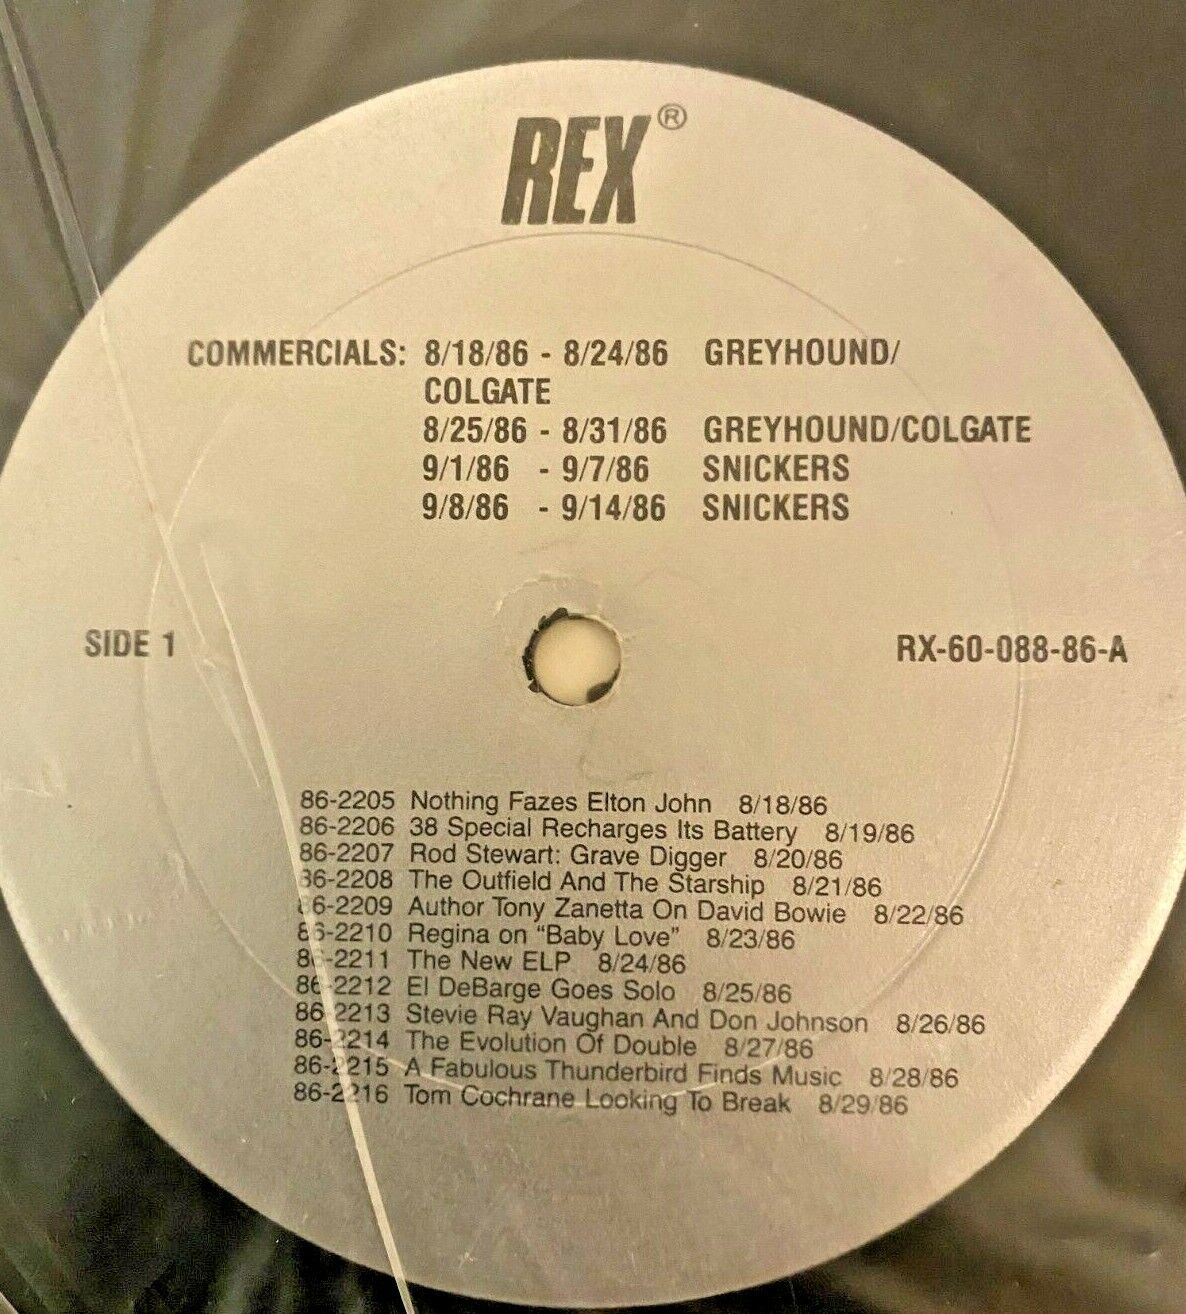 REX®
COMMERCIALS: 8/18/86 - 8/24/86 GREYHOUND/
COLGATE
8/25/86 - 8/31/86 GREYHOUND/COLGATE
9/1/86 - 9/7/86 SNICKERS
9/8/86 - 9/14/86 SNICKERS
SIDE 1
RX-60-088-86-A
86-2205 Nothing Fazes Elton John 8/18/86
86-2206 38 Special Recharges Its Battery 8/19/86
86-2207 Rod Stewart: Grave Digger 8/20/86
86-2208 The Outfield And The Starship 8/21/86
86-2209 Author Tony Zanetta On David Bowie 8/22/86
86-2210 Regina on "Baby Love" 8/23/86
86-2211 The New ELP 8/24/86
86-2212 El DeBarge Goes Solo 8/25/86
86-2213 Stevie Ray Vaughan And Don Johnson 8/26/86
86-2214 The Evolution Of Double 8/27/86
86-2215 A Fabulous Thunderbird Finds Music 8/28/86
86-2216 Tom Cochrane Looking To Break 8/29/86